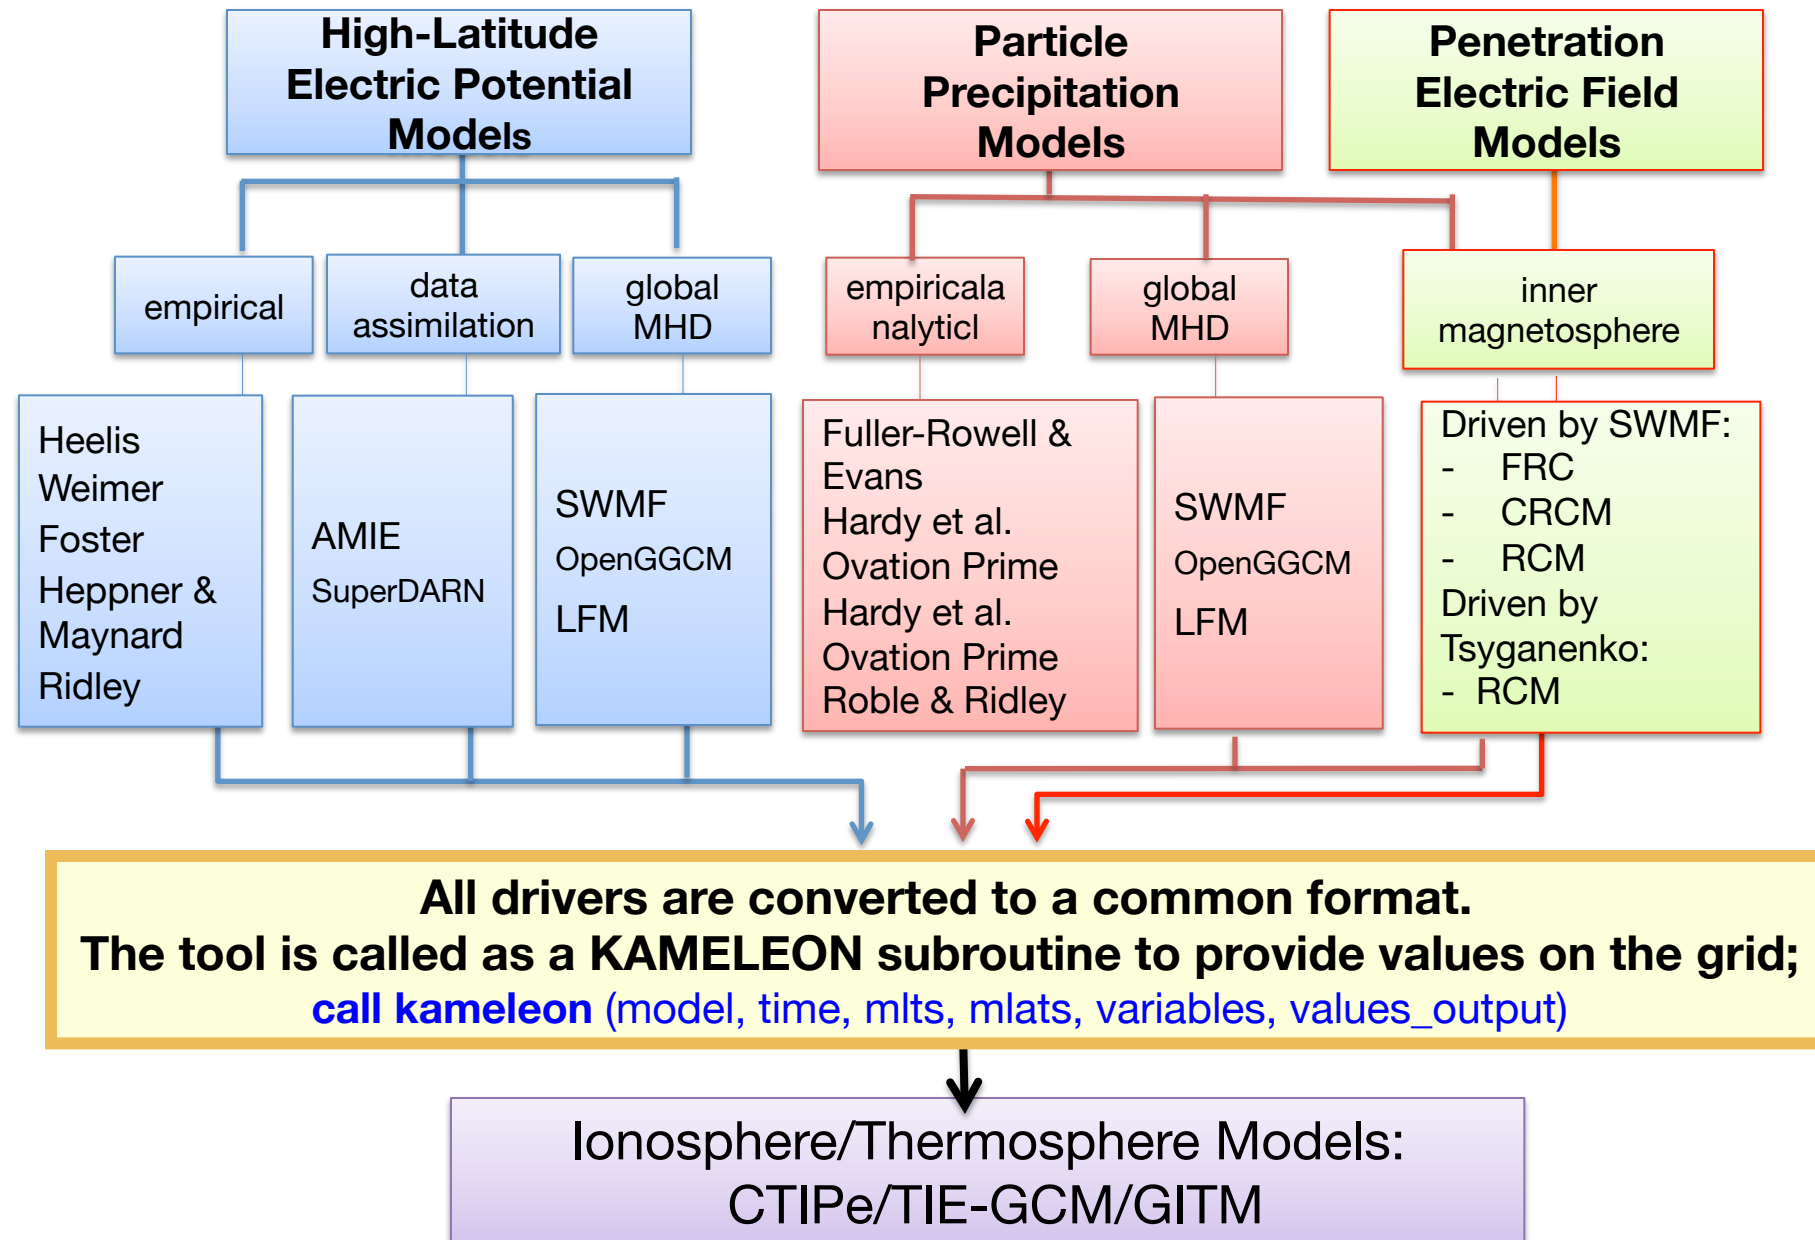 High-Latitude
Electric Potential
Models
Particle
Precipitation
Models
Penetration
Electric Field
Models
empirical
data
assimilation
global
MHD
empiricala
nalyticl
global
MHD
inner
magnetosphere
Heelis
Weimer
Foster
Heppner &
Maynard
Ridley
AMIE
SuperDARN
SWMF
OpenGGCM
LFM
Fuller-Rowell &
Evans
Hardy et al.
Ovation Prime
Hardy et al.
Ovation Prime
Roble & Ridley
SWMF
OpenGGCM
LFM
Driven by SWMF:
- FRC
- CRCM
- RCM
Driven by
Tsyganenko:
- RCM
All drivers are converted to a common format.
The tool is called as a KAMELEON subroutine to provide values on the grid;
call kameleon (model, time, mlts, mlats, variables, values_output)
Ionosphere/Thermosphere Models:
CTIPe/TIE-GCM/GITM